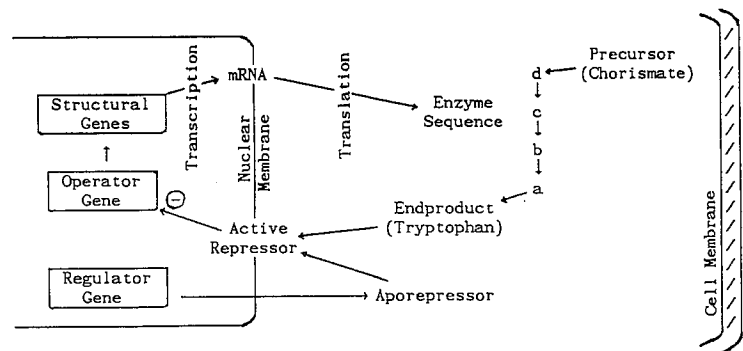 Structural
Genes
Operator
Gene
Regulator
Gene
Transcription
mRNA
Nuclear
Membrane
Translation
Enzyme
Sequence
Precursor
(Chorismate)
d
c
b
a
Endproduct
(Tryptophan)
−
Active
Repressor
Aporepressor
Cell Membrane